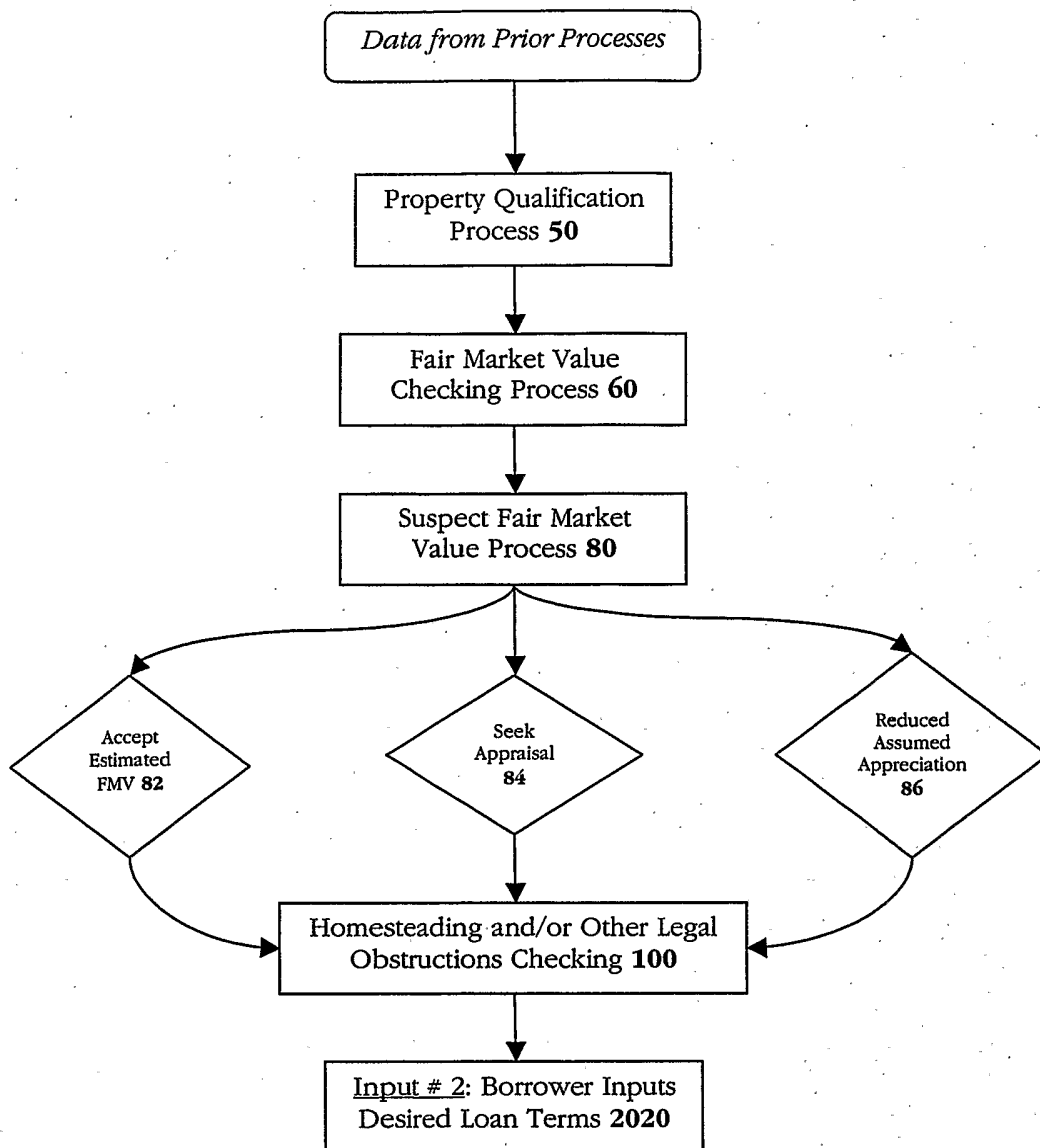 Data from Prior Processes
Property Qualification
Process 50
Fair Market Value
Checking Process 60
Suspect Fair Market
Value Process 80
Accept
Estimated
FMV 82
Seek
Appraisal
84
Reduced
Assumed
Appreciation
86
Homesteading and/or Other Legal
Obstructions Checking 100
Input # 2: Borrower Inputs
Desired Loan Terms 2020